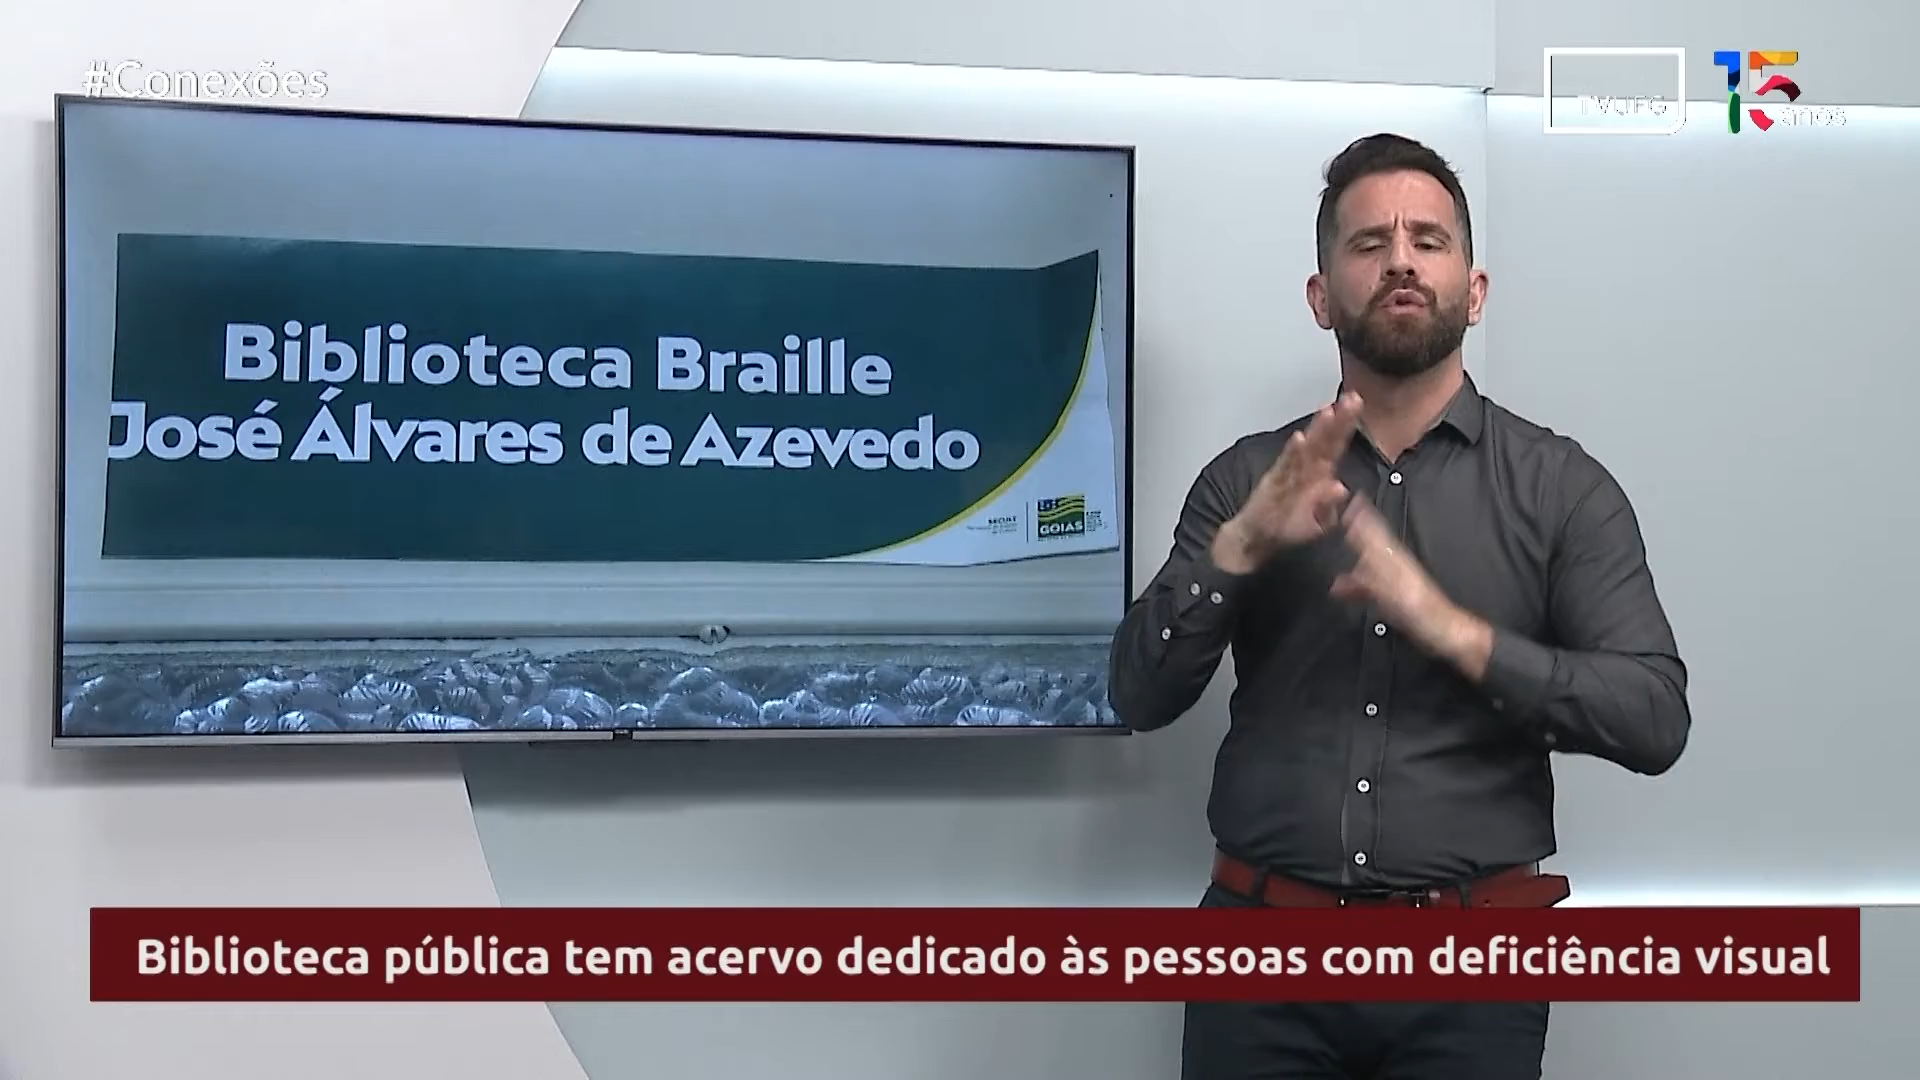 #Conexões
TVUFG
15
anos
Biblioteca Braille
José Álvares de Azevedo
SECULT
GOIÁS
Biblioteca pública tem acervo dedicado às pessoas com deficiência visual